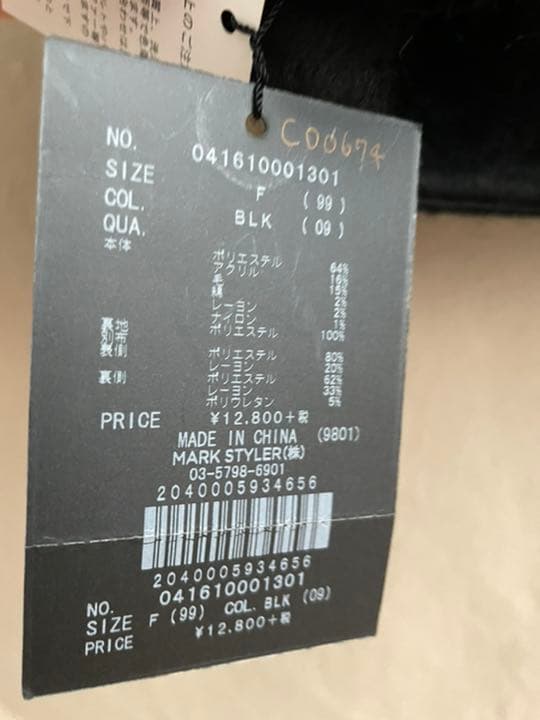 C00674
NO. 041610001301
SIZE F (99)
COL. BLK (09)
QUA.
本体
ポリエステル 64%
アクリル 16%
毛 15%
綿 2%
レーヨン 2%
ナイロン 1%
裏地 ポリエステル 100%
別布
表側 ポリエステル 80%
レーヨン 20%
裏側 ポリエステル 62%
レーヨン 33%
ポリウレタン 5%
PRICE ¥12.800+税
MADE IN CHINA (9801)
MARK STYLER(株)
03-5798-6901
2040005934656
2040005934656
NO. 041610001301
SIZE F (99) COL. BLK (09)
PRICE ¥12.800+税